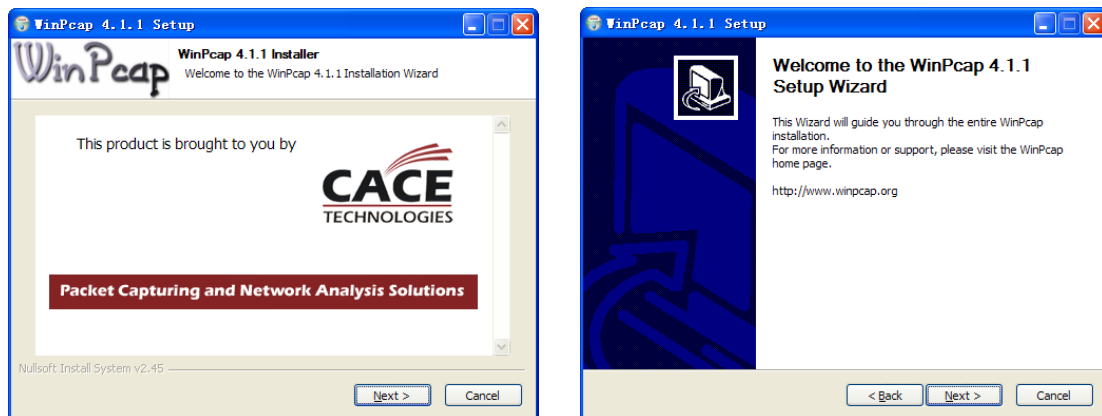 WinPcap 4.1.1 Setup
WinPcap
WinPcap 4.1.1 Installer
Welcome to the WinPcap 4.1.1 Installation Wizard
This product is brought to you by
CACE
TECHNOLOGIES
Packet Capturing and Network Analysis Solutions
Nullsoft Install System v2.45
Next >
Cancel
WinPcap 4.1.1 Setup
Welcome to the WinPcap 4.1.1
Setup Wizard
This Wizard will guide you through the entire WinPcap
installation.
For more information or support, please visit the WinPcap
home page.
http://www.winpcap.org
< Back
Next >
Cancel